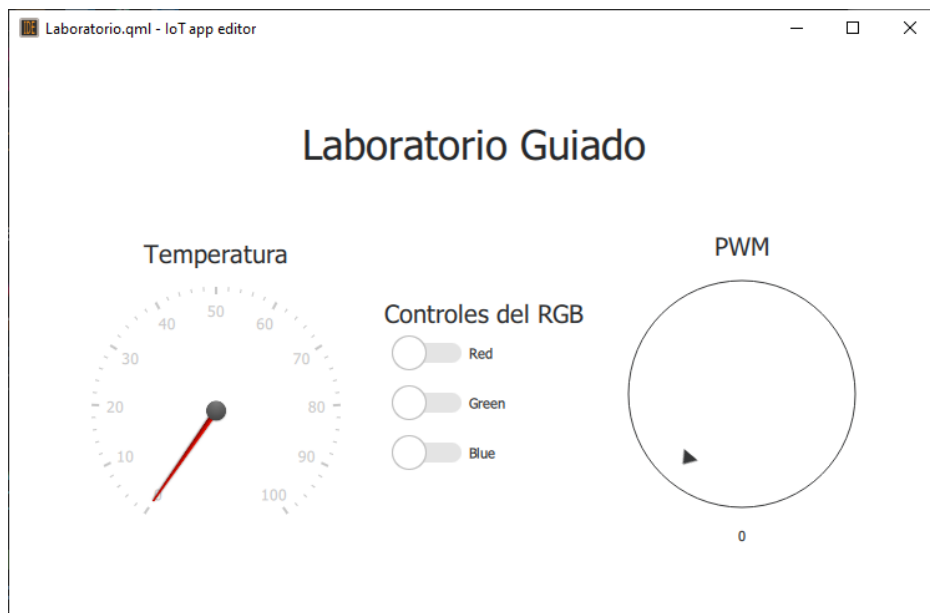 IDE Laboratorio.qml - IoT app editor
Laboratorio Guiado
Temperatura
0
10
20
30
40
50
60
70
80
90
100
Controles del RGB
Red
Green
Blue
PWM
0